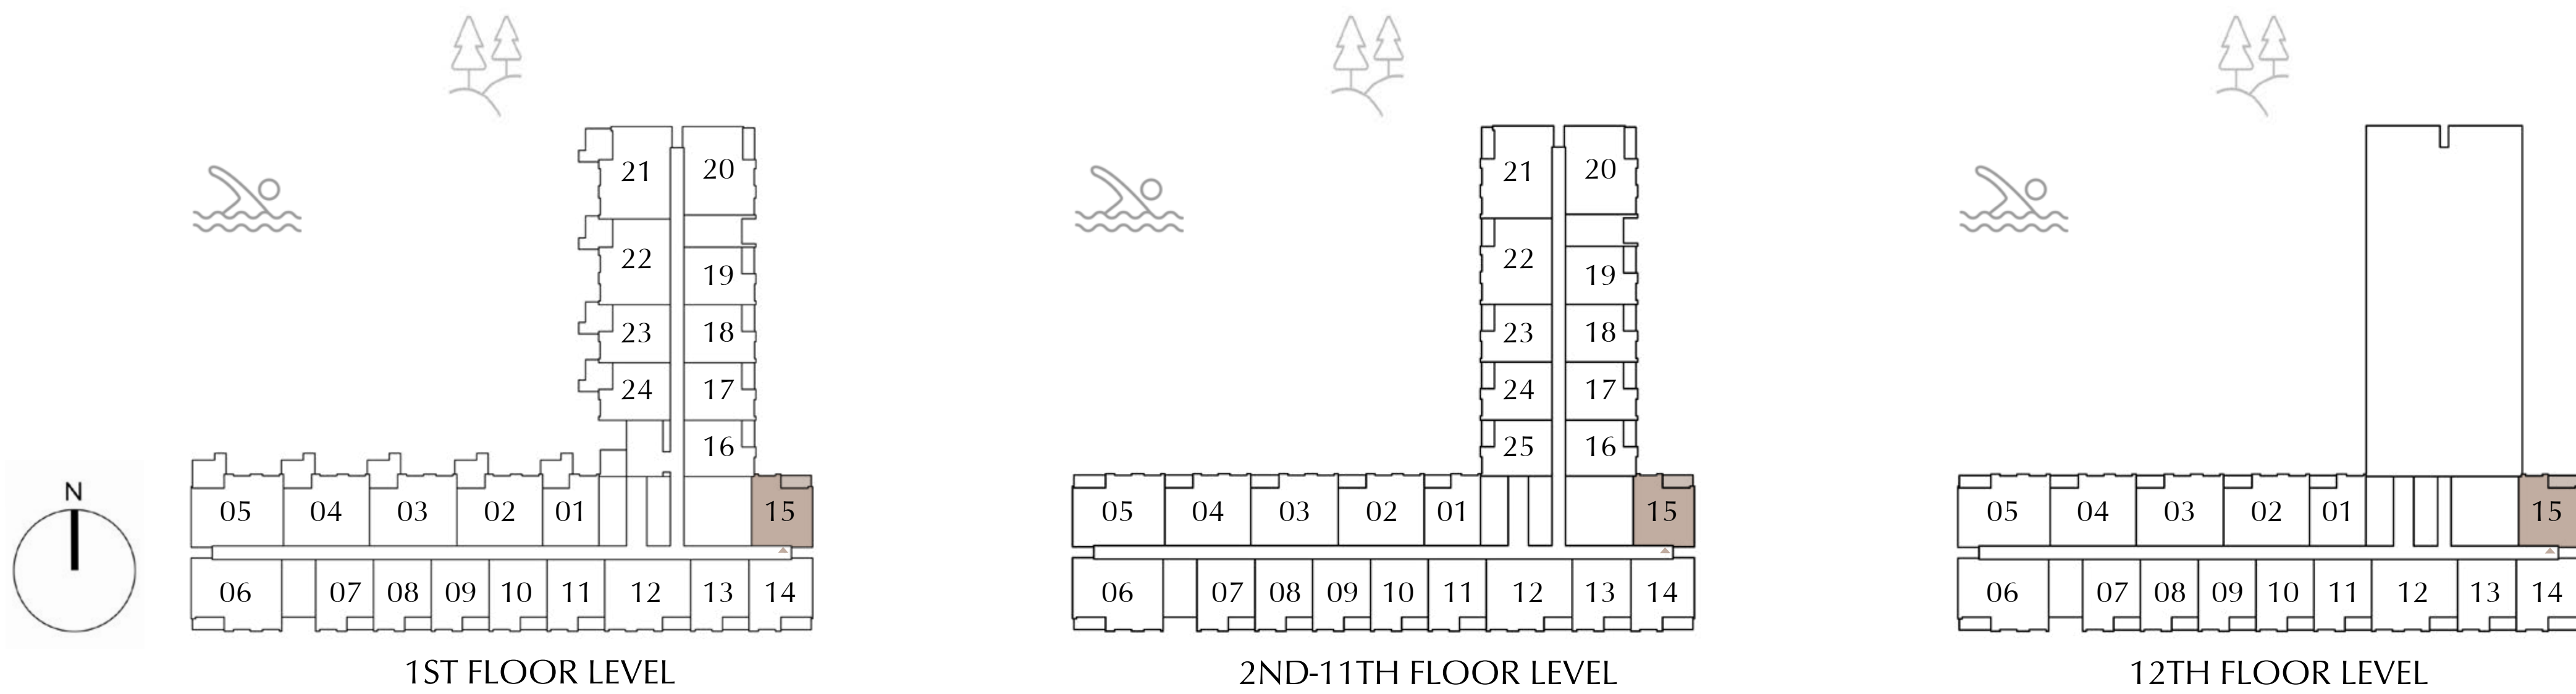 21 20
22
19
23 18
24 17
16
05 04 03 02 01 15
06 07 08 09 10 11 12 13 14
1ST FLOOR LEVEL
N
21 20
22
19
23 18
24 17
25 16
05 04 03 02 01 15
06 07 08 09 10 11 12 13 14
2ND-11TH FLOOR LEVEL
05 04 03 02 01 15
06 07 08 09 10 11 12 13 14
12TH FLOOR LEVEL